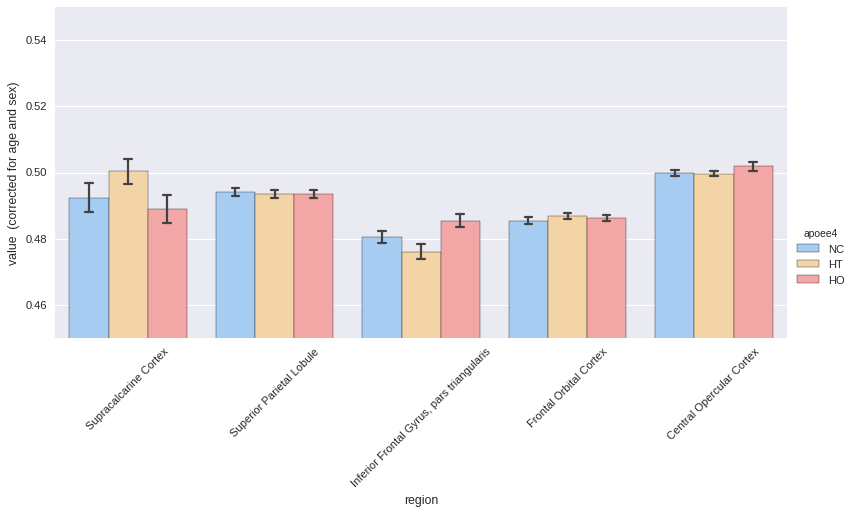 0.54
0.52
0.50
0.48
0.46
value  (corrected for age and sex)
Supracalcarine Cortex
Superior Parietal Lobule
Inferior Frontal Gyrus, pars triangularis
Frontal Orbital Cortex
Central Opercular Cortex
region
apoee4
NC
HT
HO